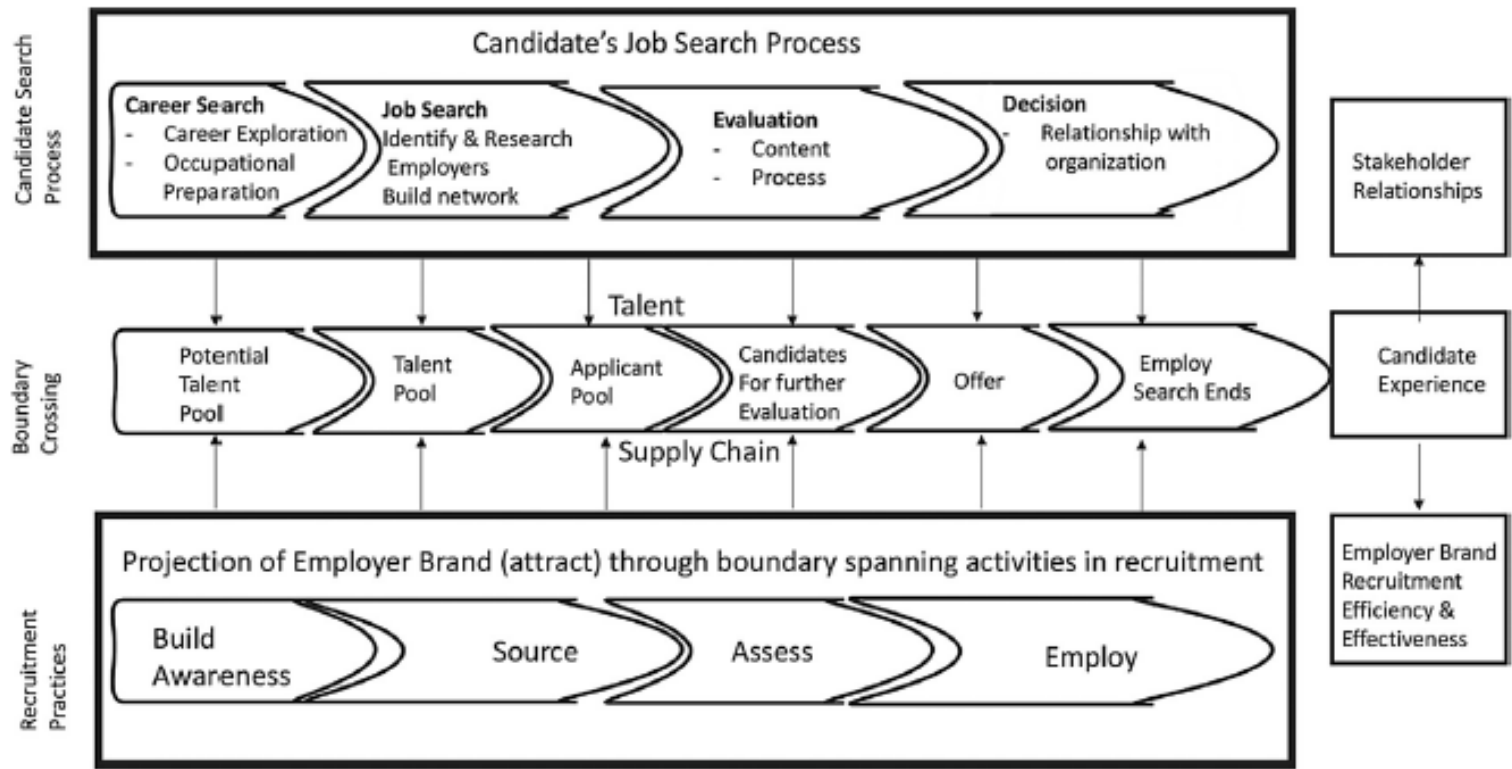 Candidate Search
Process
Candidate's Job Search Process
Career Search
- Career Exploration
- Occupational
Preparation
Job Search
Identify & Research
Employers
Build network
Evaluation
- Content
- Process
Decision
- Relationship with
organization
Stakeholder
Relationships
Boundary
Crossing
Talent
Potential
Talent
Pool
Talent
Pool
Applicant
Pool
Candidates
For further
Evaluation
Offer
Employ
Search Ends
Candidate
Experience
Supply Chain
Recruitment
Practices
Projection of Employer Brand (attract) through boundary spanning activities in recruitment
Build
Awareness
Source
Assess
Employ
Employer Brand
Recruitment
Efficiency &
Effectiveness